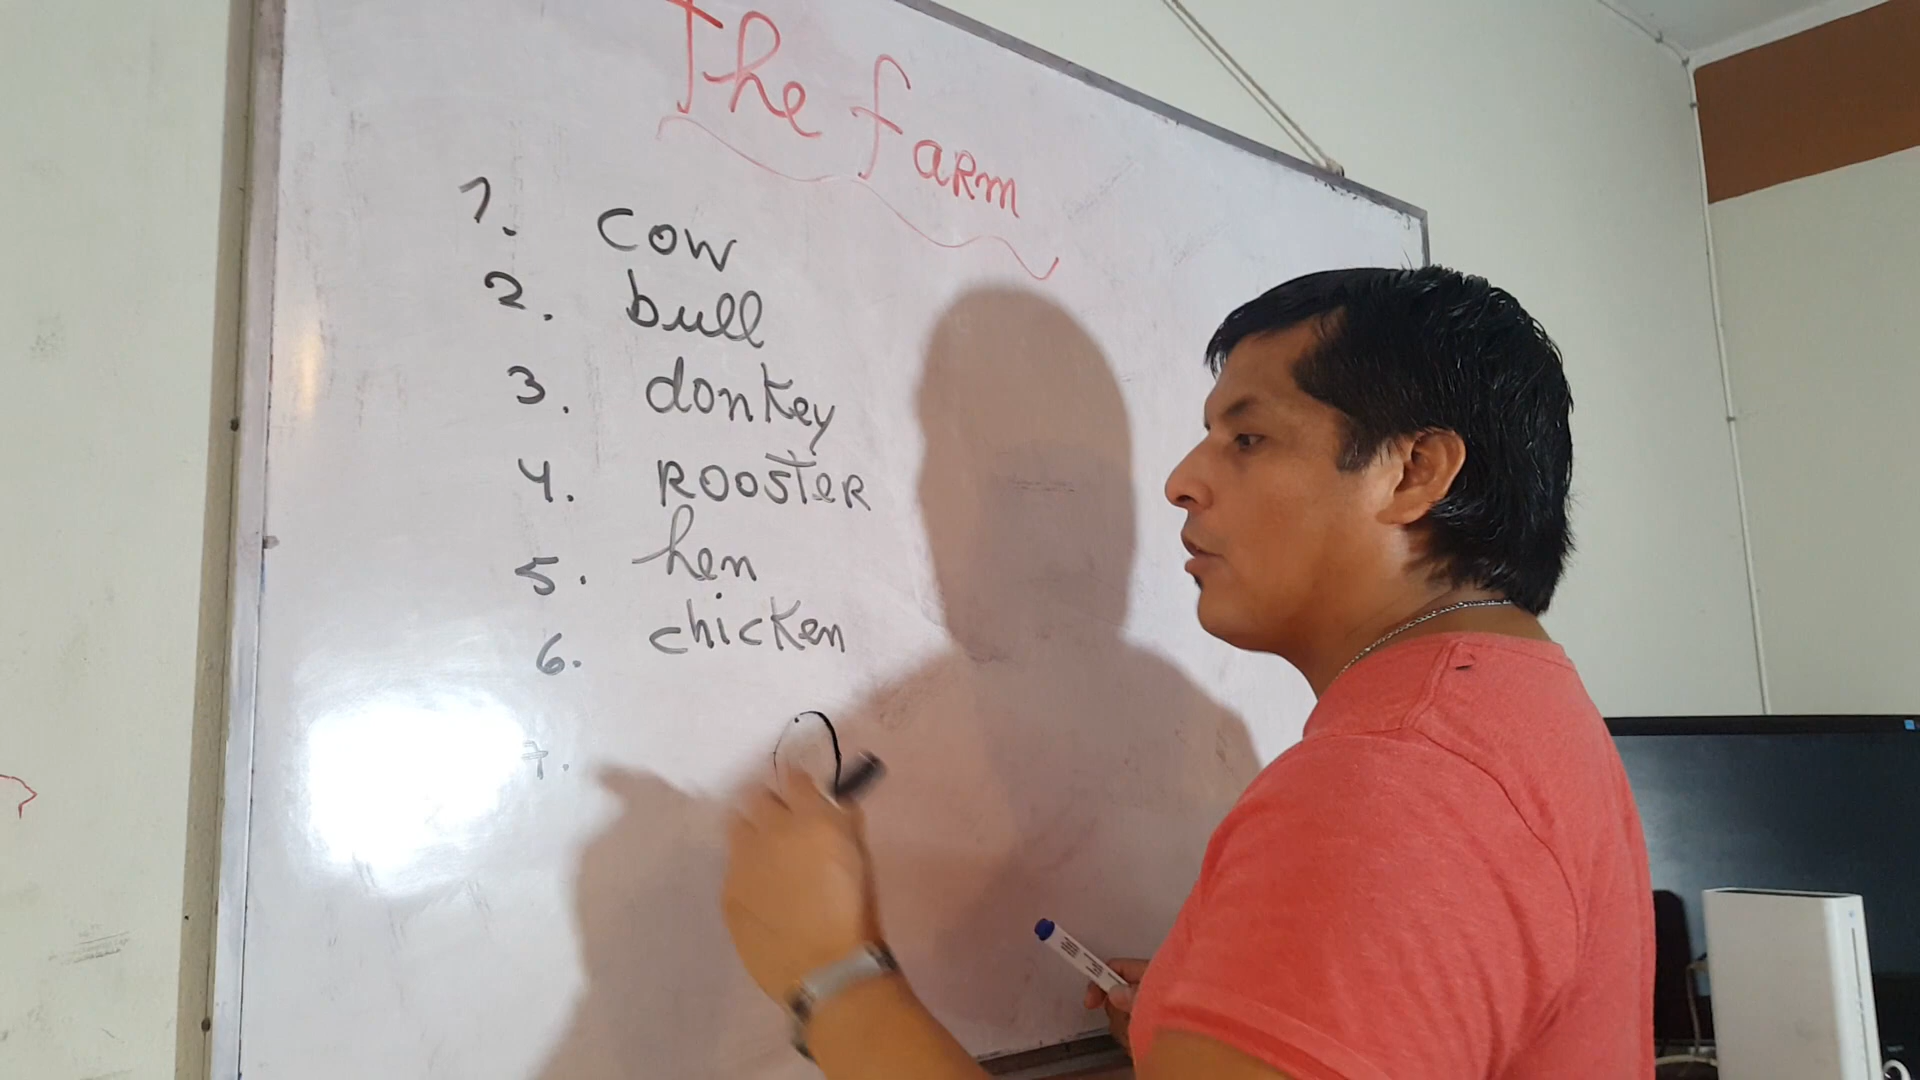 The farm
1. cow
2. bull
3. donkey
4. ROOSTER
5. hen
6. chicken
7.